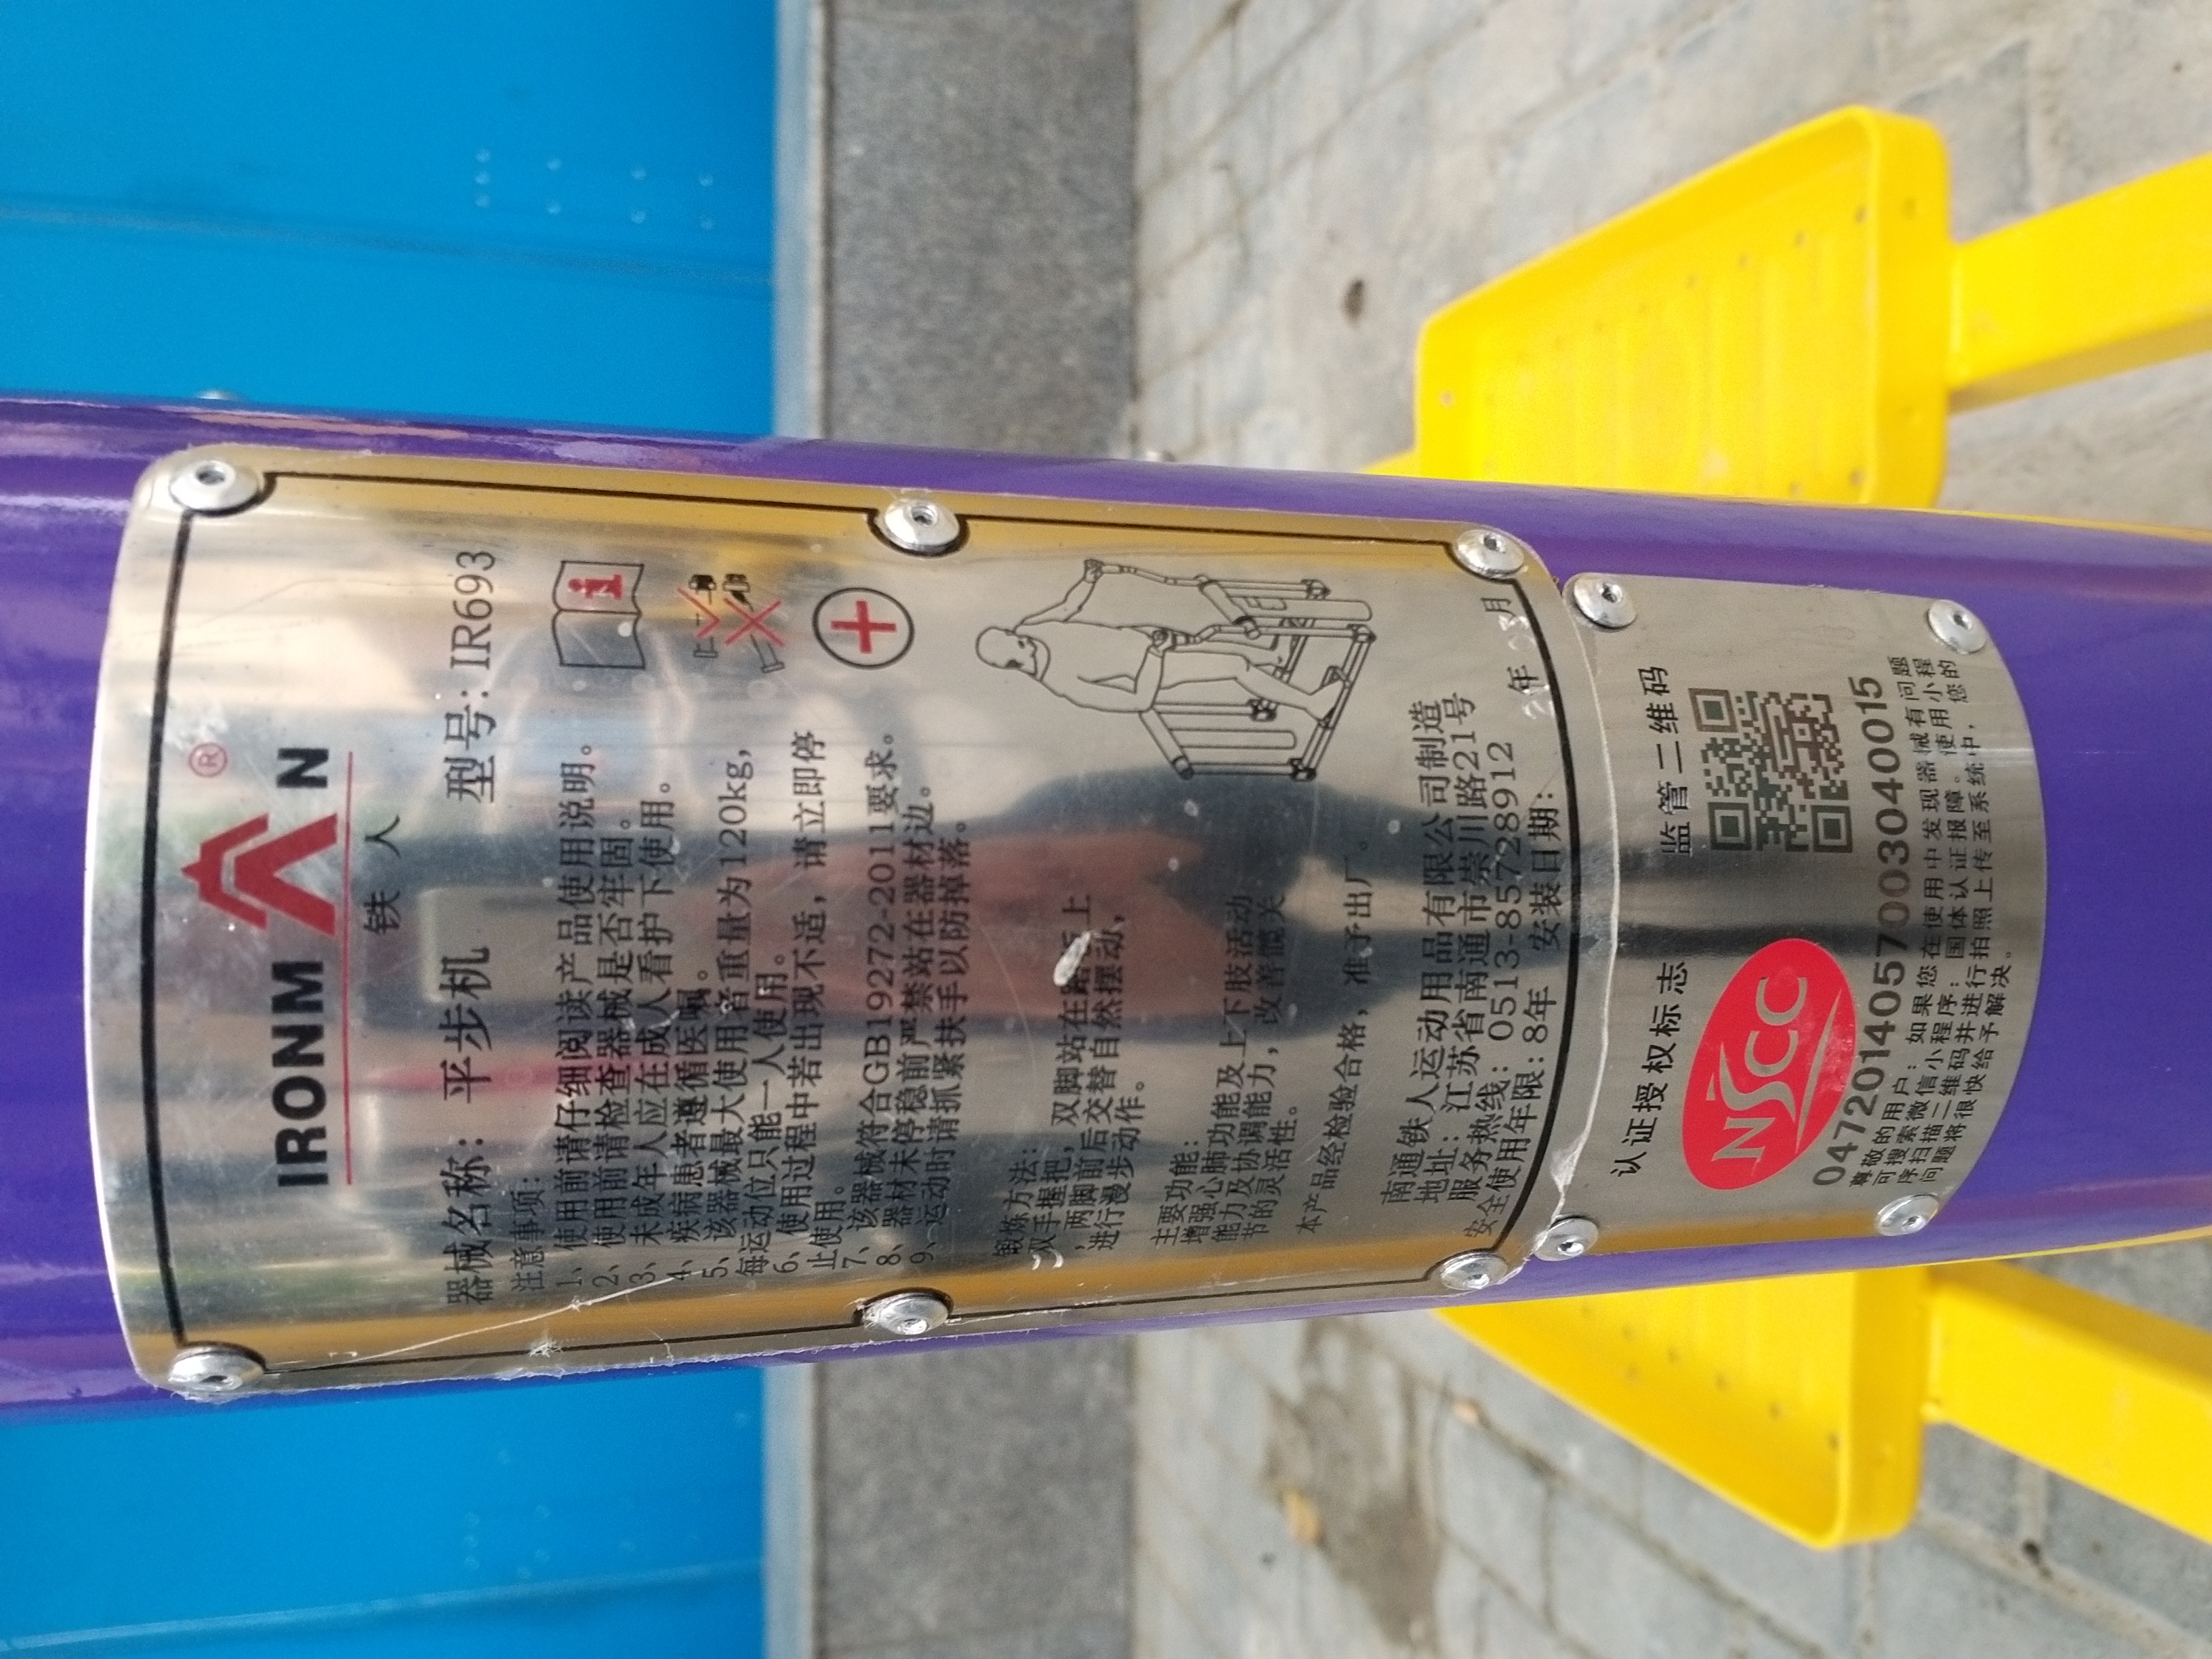 IRONMAN®
铁 人
器械名称：平步机 型号：IR693
注意事项：
1、使用前请仔细阅读产品使用说明。
2、使用前请检查器械是否牢固。
3、未成年人应在成人看护下使用。
4、疾病患者遵循医嘱。
5、该器械最大使用者重量为120kg，
每运动位只能一人使用。
6、使用过程中若出现不适，请立即停
止使用。
7、该器械符合GB19272-2011要求。
8、器材未停稳前严禁站在器材边。
9、运动时请抓紧扶手以防掉落。
锻炼方法：
双手握把，双脚站在踏板上
，两脚前后交替自然摆动，
进行漫步动作。
主要功能：
增强心肺功能及上下肢活动
能力及协调能力，改善髋关
节的灵活性。
本产品经检验合格，准予出厂。
南通铁人运动用品有限公司制造
地址：江苏省南通市崇川路21号
服务热线：0513-85728912
安全使用年限：8年 安装日期： 年 月
认证授权标志 监管二维码
NSCC
0472014057003040015
尊敬的用户：如果您在使用中发现器械有问题
可搜索微信小程序：国体认证报障。使用小程
序扫描二维码并进行拍照上传至系统中，您的
问题将很快给予解决。